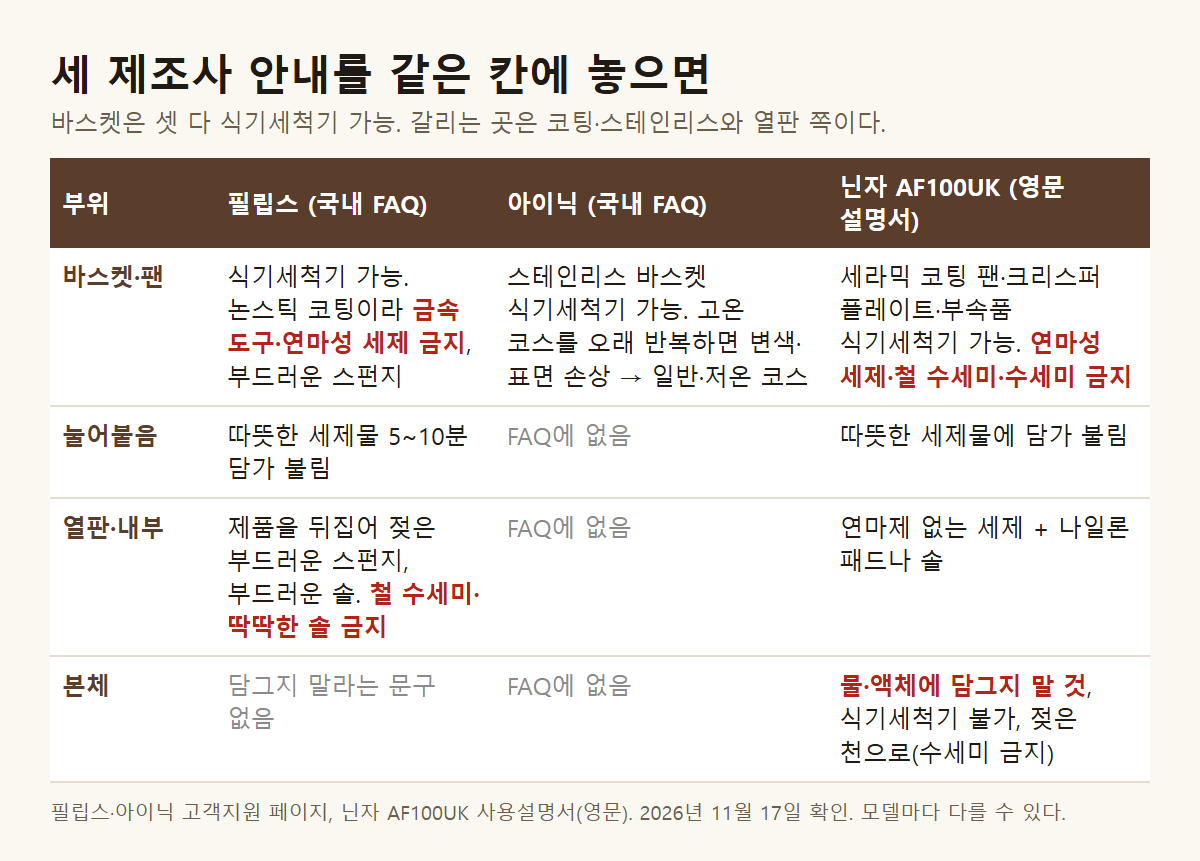 세 제조사 안내를 같은 칸에 놓으면
바스켓은 셋 다 식기세척기 가능. 갈리는 곳은 코팅·스테인리스와 열판 쪽이다.
부위
필립스 (국내 FAQ)
아이닉 (국내 FAQ)
닌자 AF100UK (영문
설명서)
바스켓·팬
식기세척기 가능.
논스틱 코팅이라 금속
도구·연마성 세제 금지,
부드러운 스펀지
스테인리스 바스켓
식기세척기 가능. 고온
코스를 오래 반복하면 변색·
표면 손상 → 일반·저온 코스
세라믹 코팅 팬·크리스퍼
플레이트·부속품
식기세척기 가능. 연마성
세제·철 수세미·수세미 금지
눌어붙음
따뜻한 세제물 5~10분
담가 불림
FAQ에 없음
따뜻한 세제물에 담가 불림
열판·내부
제품을 뒤집어 젖은
부드러운 스펀지,
부드러운 솔. 철 수세미·
딱딱한 솔 금지
FAQ에 없음
연마제 없는 세제 + 나일론
패드나 솔
본체
담그지 말라는 문구
없음
FAQ에 없음
물·액체에 담그지 말 것,
식기세척기 불가, 젖은
천으로(수세미 금지)
필립스·아이닉 고객지원 페이지, 닌자 AF100UK 사용설명서(영문). 2026년 11월 17일 확인. 모델마다 다를 수 있다.